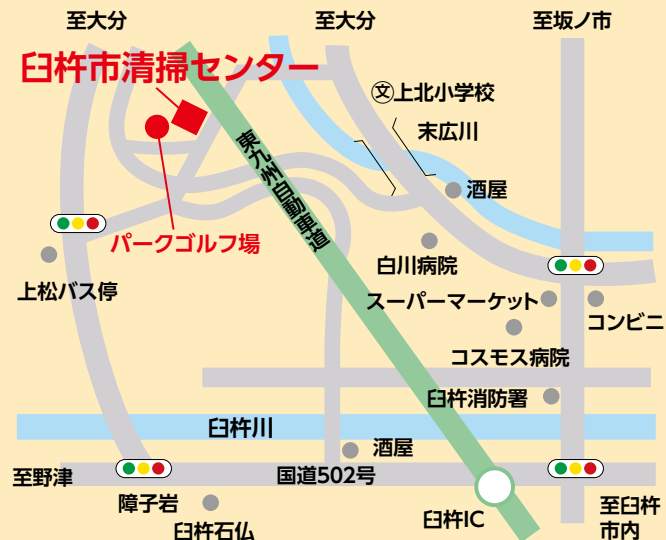 至大分
至大分
至坂ノ市
臼杵市清掃センター
文上北小学校
末広川
東九州自動車道
酒屋
パークゴルフ場
白川病院
上松バス停
スーパーマーケット
コンビニ
コスモス病院
臼杵消防署
臼杵川
酒屋
至野津
国道502号
障子岩
臼杵石仏
臼杵IC
至臼杵
市内